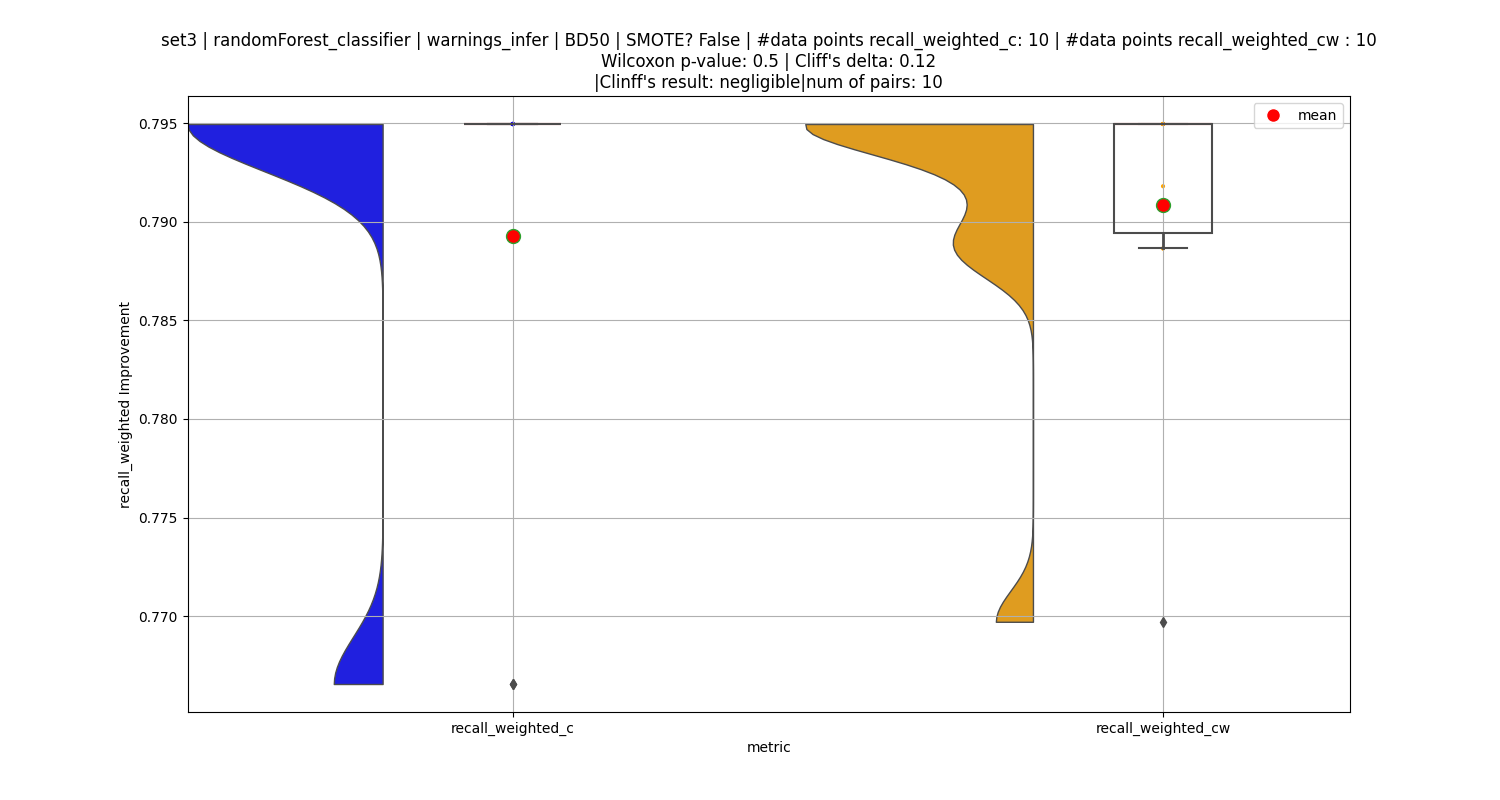 set3 | randomForest_classifier | warnings_infer | BD50 | SMOTE? False | #data points recall_weighted_c: 10 | #data points recall_weighted_cw : 10
Wilcoxon p-value: 0.5 | Cliff's delta: 0.12
|Clinff's result: negligible|num of pairs: 10
mean
0.795
0.790
0.785
0.780
0.775
0.770
recall_weighted Improvement
recall_weighted_c
recall_weighted_cw
metric